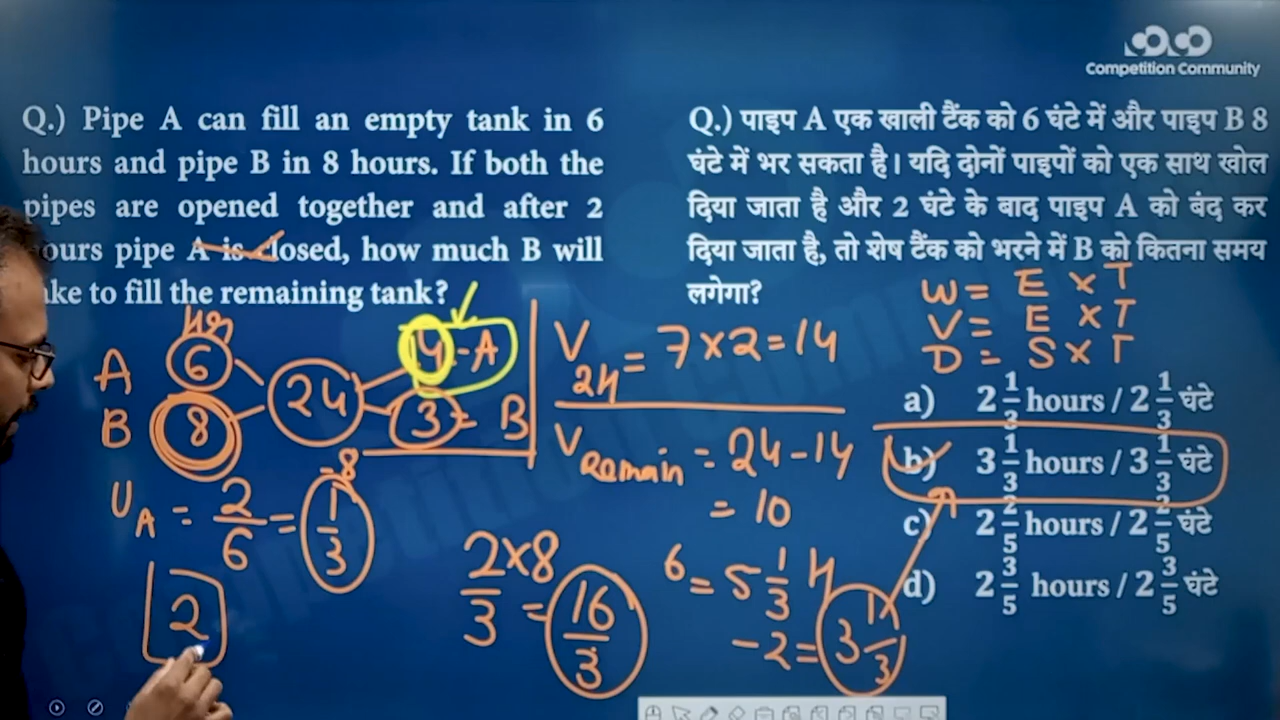 Competition Community
Q.) Pipe A can fill an empty tank in 6
hours and pipe B in 8 hours. If both the
pipes are opened together and after 2
ours pipe A is closed, how much B will
ke to fill the remaining tank?
Q.) पाइप A एक खाली टैंक को 6 घंटे में और पाइप B 8
घंटे में भर सकता है। यदि दोनों पाइपों को एक साथ खोल
दिया जाता है और 2 घंटे के बाद पाइप A को बंद कर
दिया जाता है, तो शेष टैंक को भरने में B को कितना समय
लगेगा?
W = E × T
V = E × T
D = S × T
a) 2 1/3 hours / 2 1/3 घंटे
b) 3 1/3 hours / 3 1/3 घंटे
c) 2 2/5 hours / 2 2/5 घंटे
d) 2 3/5 hours / 2 3/5 घंटे
A 6 24 4 - A
B 8 3 = B
V 24 = 7 × 2 = 14
V Remain = 24 - 14
= 10
A = 2/6 = 1/3
2
2 × 8
3
= 16/3
= 5 1/3
- 2 = 3 1/3